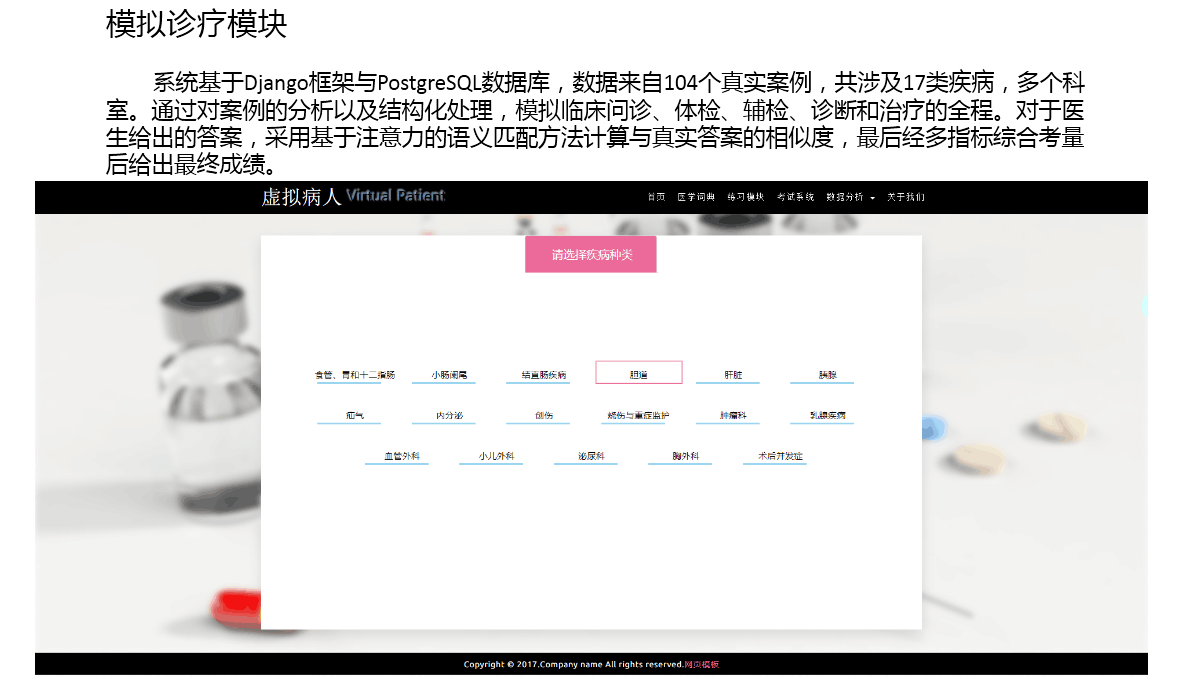 模拟诊疗模块
系统基于Django框架与PostgreSQL数据库，数据来自104个真实案例，共涉及17类疾病，多个科
室。通过对案例的分析以及结构化处理，模拟临床问诊、体检、辅检、诊断和治疗的全程。对于医
生给出的答案，采用基于注意力的语义匹配方法计算与真实答案的相似度，最后经多指标综合考量
后给出最终成绩。
虚拟病人 Virtual Patient 首页 医学词典 练习模块 考试系统 数据分析 关于我们
请选择疾病种类
食管、胃和十二指肠 小肠阑尾 结直肠疾病 胆道 肝脏 胰腺
疝气 内分泌 创伤 烧伤与重症监护 肿瘤科 乳腺疾病
血管外科 小儿外科 泌尿科 胸外科 术后并发症
Copyright © 2017.Company name All rights reserved.网页模板